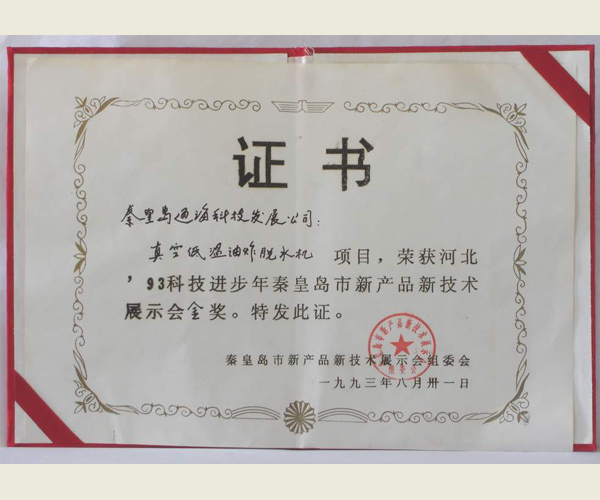 证书
秦皇岛通海科技发展公司:
真空低温油炸脱水机 项目,荣获河北
'93科技进步年秦皇岛市新产品新技术
展示会金奖。特发此证。
秦皇岛市新产品新技术展示会组委会
一九九三年八月卅一日